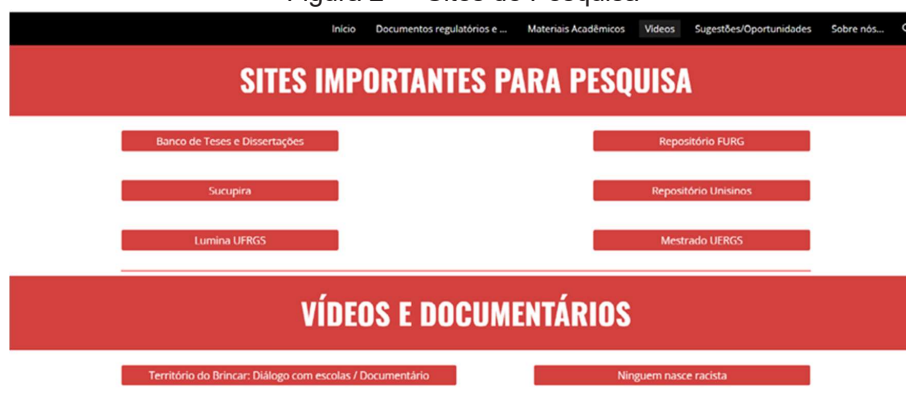 Início Documentos regulatórios e ... Materiais Acadêmicos Vídeos Sugestões/Oportunidades Sobre nós...
SITES IMPORTANTES PARA PESQUISA
Banco de Teses e Dissertações Repositório FURG
Sucupira Repositório Unisinos
Lumina UFRGS Mestrado UERGS
VÍDEOS E DOCUMENTÁRIOS
Território do Brincar: Diálogo com escolas / Documentário Ninguem nasce racista